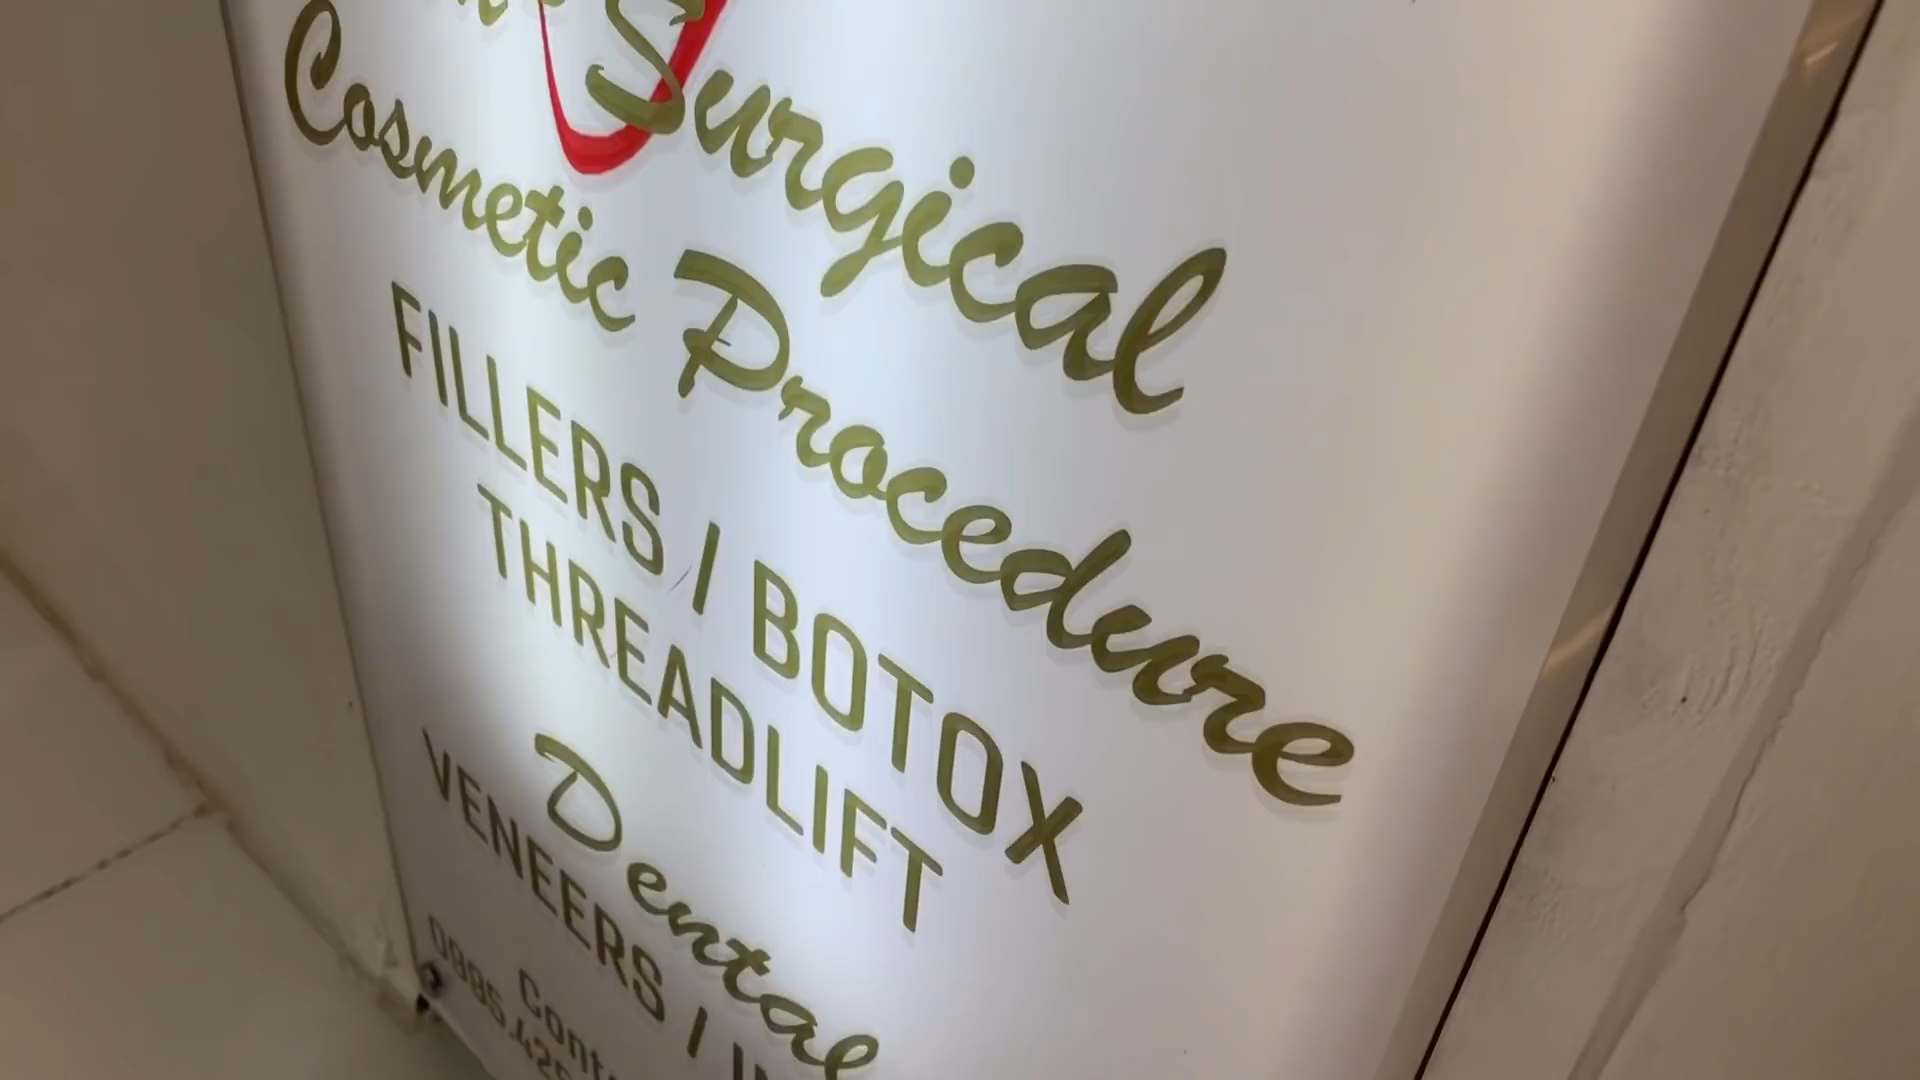 Surgical
Cosmetic Procedure
FILLERS / BOTOX
THREADLIFT
Dental
VENEERS /